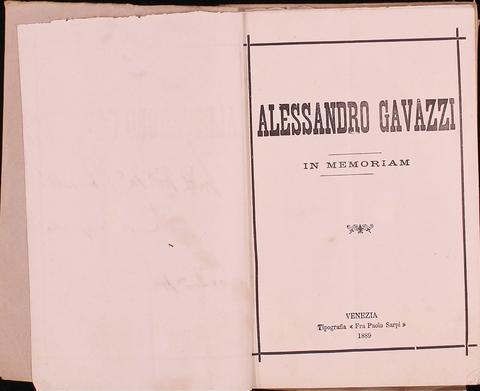 ALESSANDRO GAVAZZI
IN MEMORIAM
VENEZIA
Tipografia « Fra Paolo Sarpi »
1889